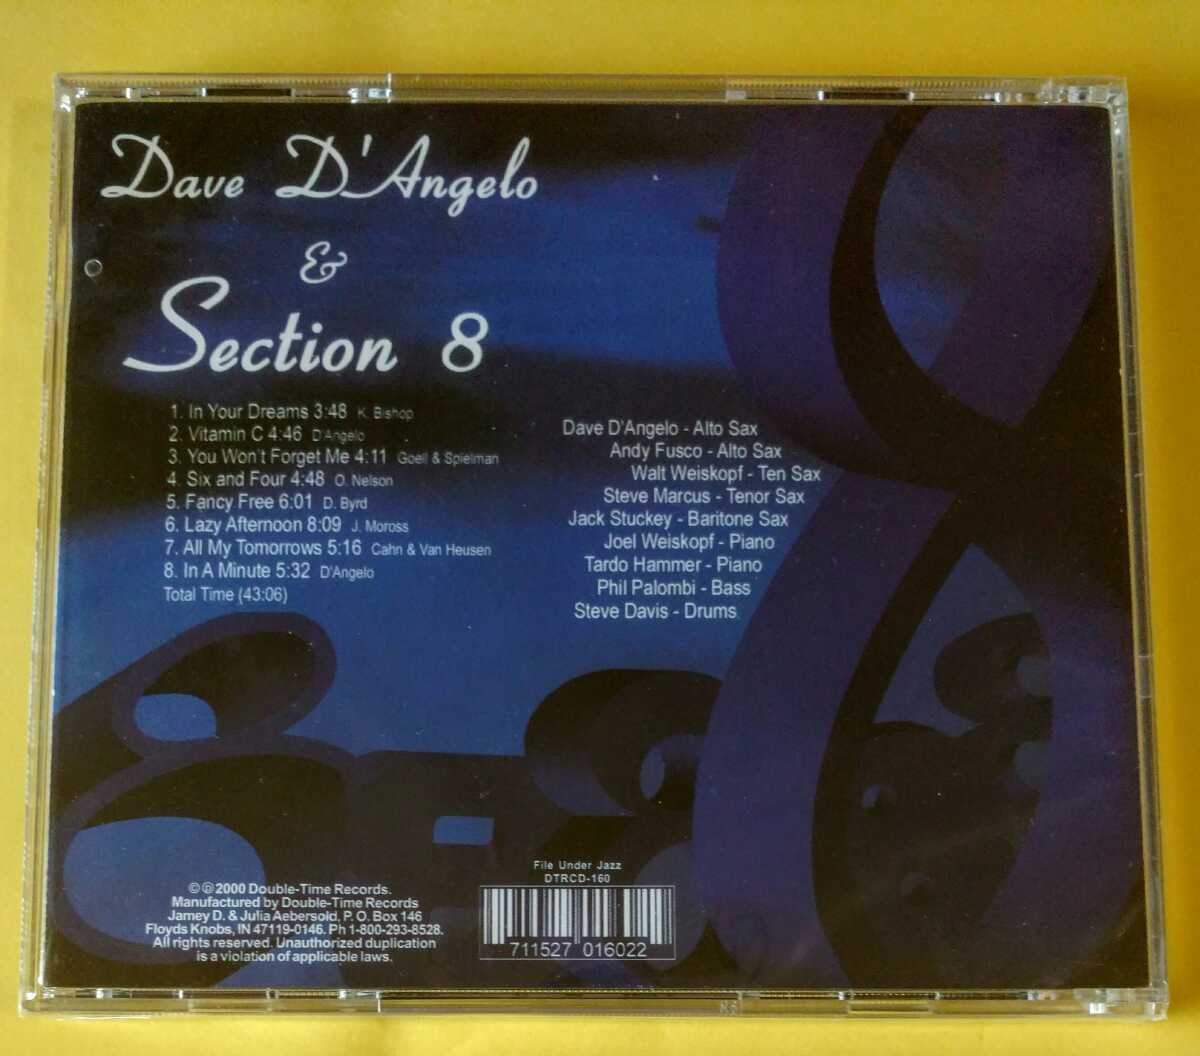 Dave D'Angelo
&
Section 8
1. In Your Dreams 3:48 K. Bishop
2. Vitamin C 4:46 D'Angelo
3. You Won't Forget Me 4:11 Goell & Spielman
4. Six and Four 4:48 O. Nelson
5. Fancy Free 6:01 D. Byrd
6. Lazy Afternoon 8:09 J. Moross
7. All My Tomorrows 5:16 Cahn & Van Heusen
8. In A Minute 5:32 D'Angelo
Total Time (43:06)
Dave D'Angelo - Alto Sax
Andy Fusco - Alto Sax
Walt Weiskopf - Ten Sax
Steve Marcus - Tenor Sax
Jack Stuckey - Baritone Sax
Joel Weiskopf - Piano
Tardo Hammer - Piano
Phil Palombi - Bass
Steve Davis - Drums
©℗2000 Double-Time Records.
Manufactured by Double-Time Records
Jamey D. & Julia Aebersold, P. O. Box 146
Floyds Knobs, IN 47119-0146. Ph 1-800-293-8528.
All rights reserved. Unauthorized duplication
is a violation of applicable laws.
File Under Jazz
DTRCD-160
711527 016022